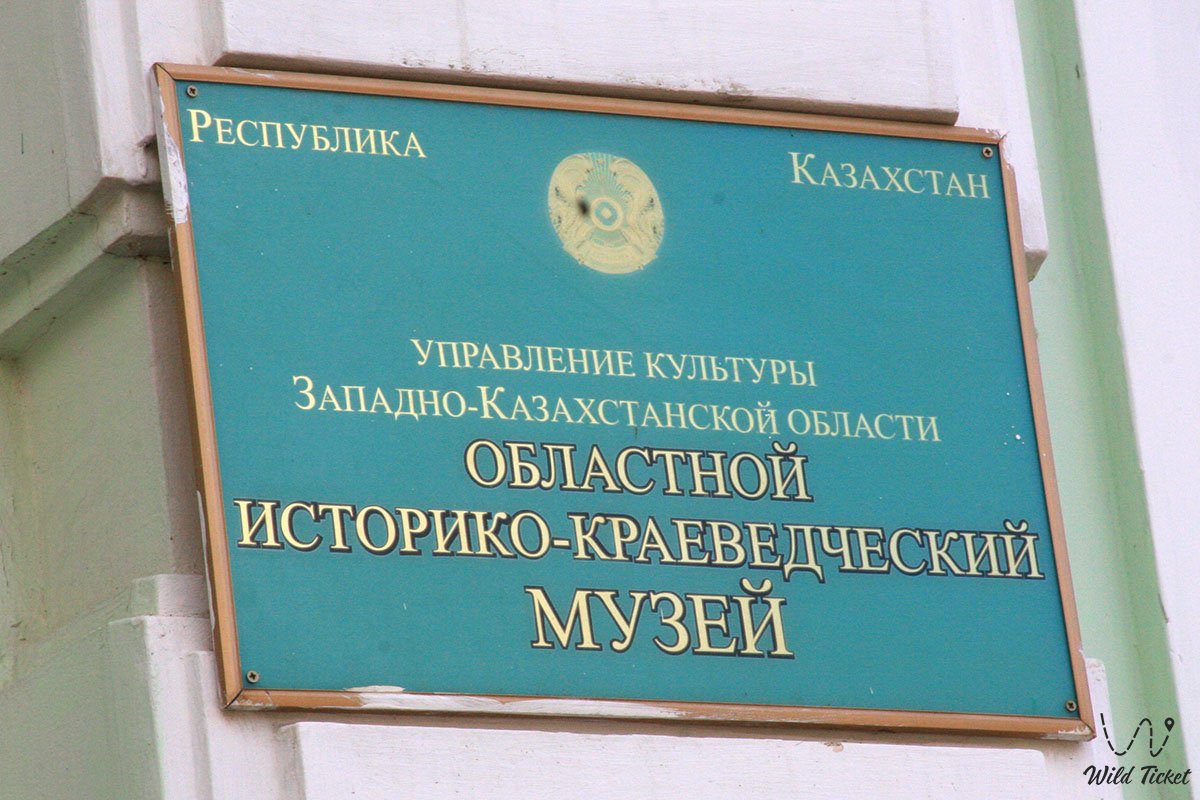 РЕСПУБЛИКА КАЗАХСТАН
УПРАВЛЕНИЕ КУЛЬТУРЫ
ЗАПАДНО-КАЗАХСТАНСКОЙ ОБЛАСТИ
ОБЛАСТНОЙ
ИСТОРИКО-КРАЕВЕДЧЕСКИЙ
МУЗЕЙ
Wild Ticket